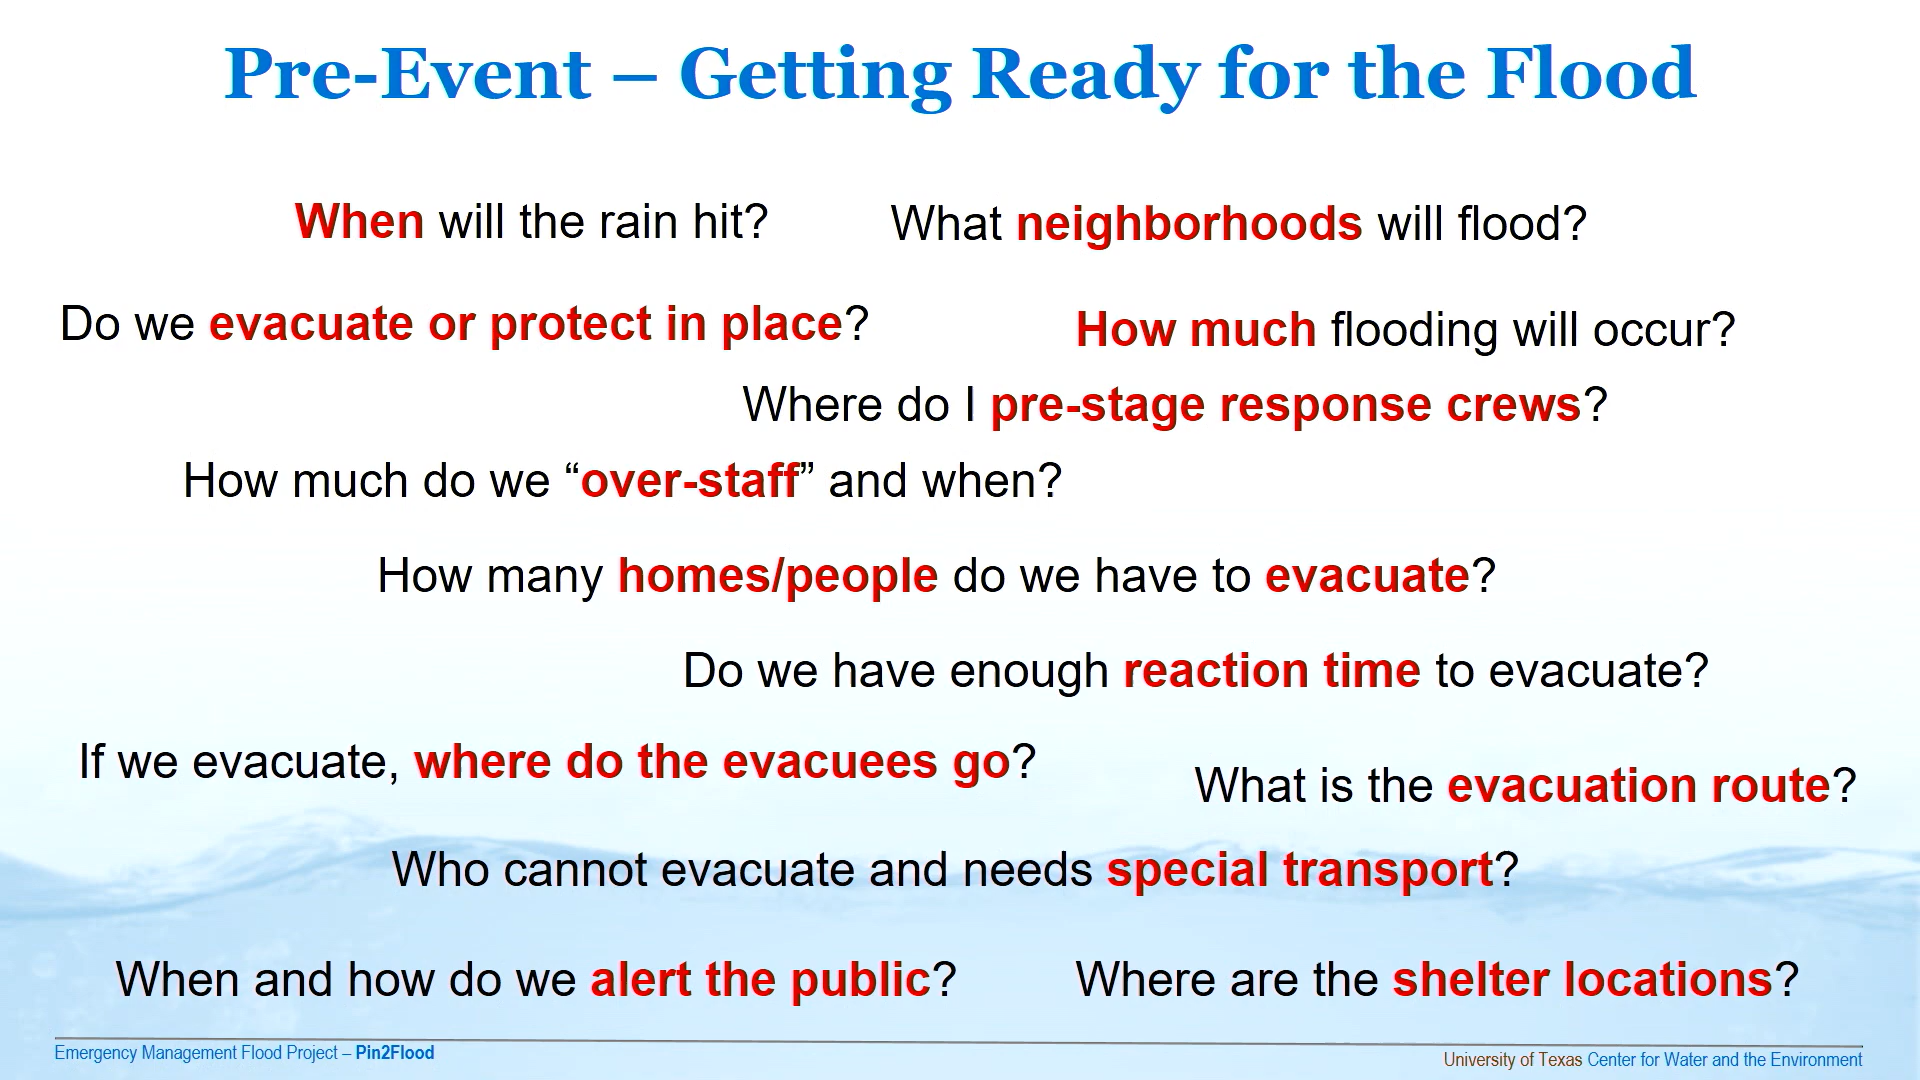 Pre-Event – Getting Ready for the Flood
When will the rain hit?
What neighborhoods will flood?
Do we evacuate or protect in place?
How much flooding will occur?
Where do I pre-stage response crews?
How much do we “over-staff” and when?
How many homes/people do we have to evacuate?
Do we have enough reaction time to evacuate?
If we evacuate, where do the evacuees go?
What is the evacuation route?
Who cannot evacuate and needs special transport?
When and how do we alert the public?
Where are the shelter locations?
Emergency Management Flood Project – Pin2Flood
University of Texas Center for Water and the Environment